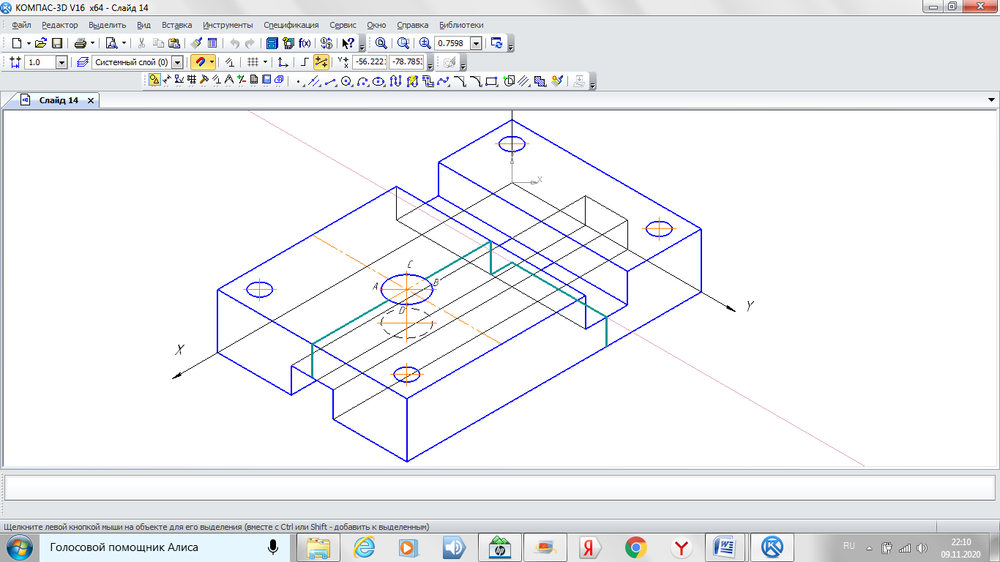 КОМПАС-3D V16 x64 - Слайд 14
Файл Редактор Выделить Вид Вставка Инструменты Спецификация Сервис Окно Справка Библиотеки
f(x) 0.7598
1.0 Системный слой (0) -56.2221 -78.785
Слайд 14
X
C
A B
D
X Y
Щелкните левой кнопкой мыши на объекте для его выделения (вместе с Ctrl или Shift - добавить к выделенным)
Голосовой помощник Алиса
RU 22:10
09.11.2020